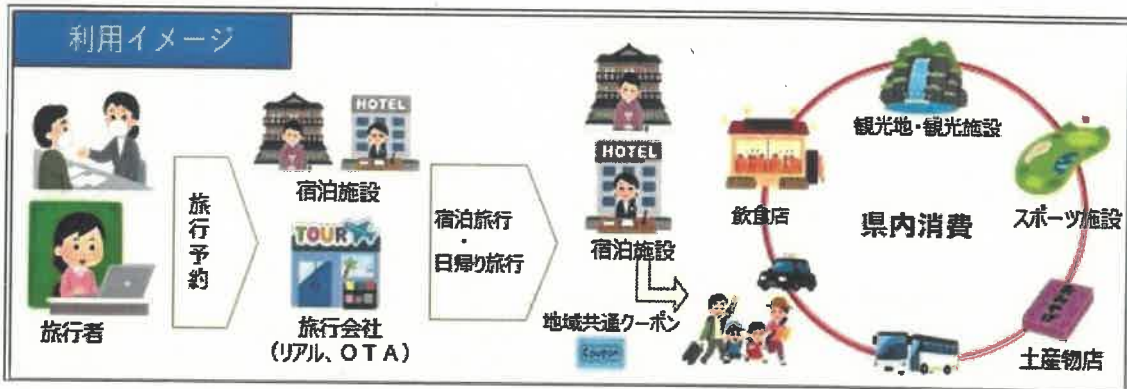 利用イメージ
旅行者
旅行予約
HOTEL
宿泊施設
TOUR
旅行会社
(リアル、OTA)
宿泊旅行
・
日帰り旅行
HOTEL
宿泊施設
地域共通クーポン
Coupon
県内消費
観光地・観光施設
スポーツ施設
土産物店
飲食店